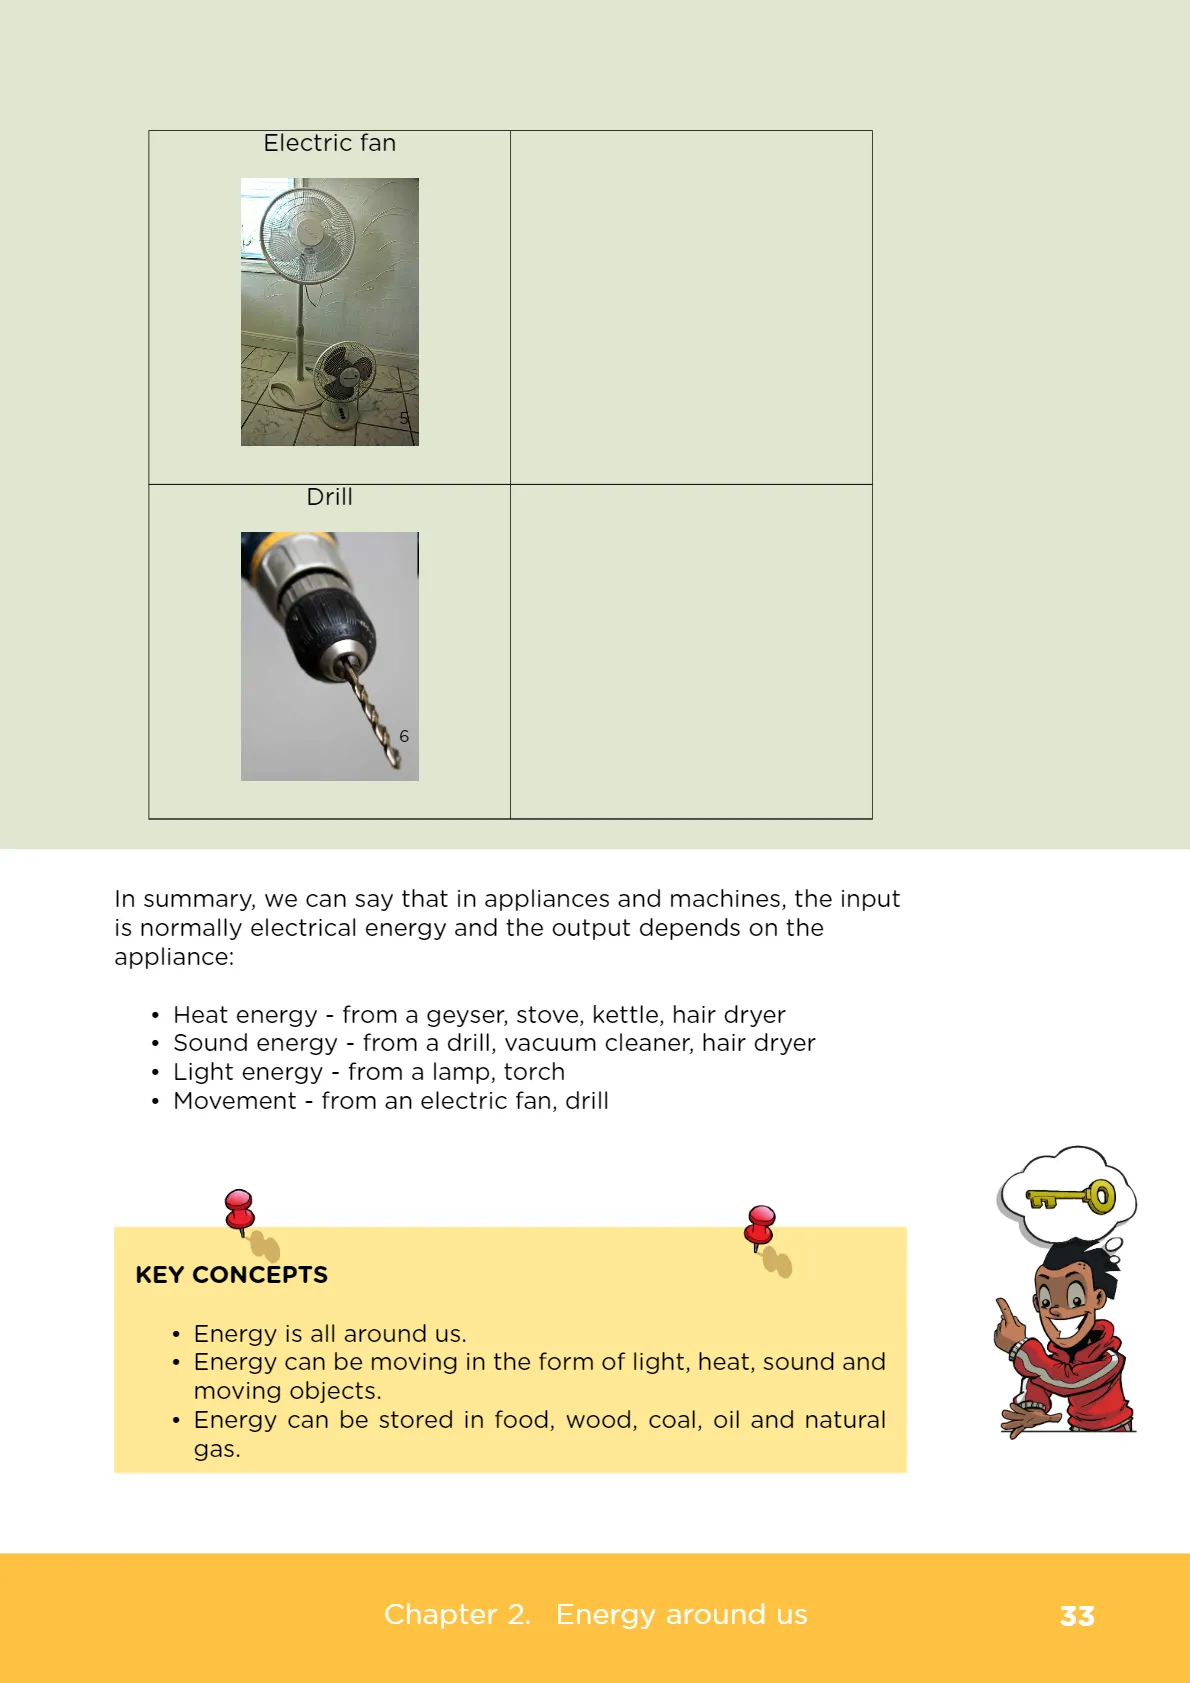 Electric fan
5
Drill
6
In summary, we can say that in appliances and machines, the input
is normally electrical energy and the output depends on the
appliance:
• Heat energy - from a geyser, stove, kettle, hair dryer
• Sound energy - from a drill, vacuum cleaner, hair dryer
• Light energy - from a lamp, torch
• Movement - from an electric fan, drill
KEY CONCEPTS
• Energy is all around us.
• Energy can be moving in the form of light, heat, sound and
moving objects.
• Energy can be stored in food, wood, coal, oil and natural
gas.
Chapter 2. Energy around us
33